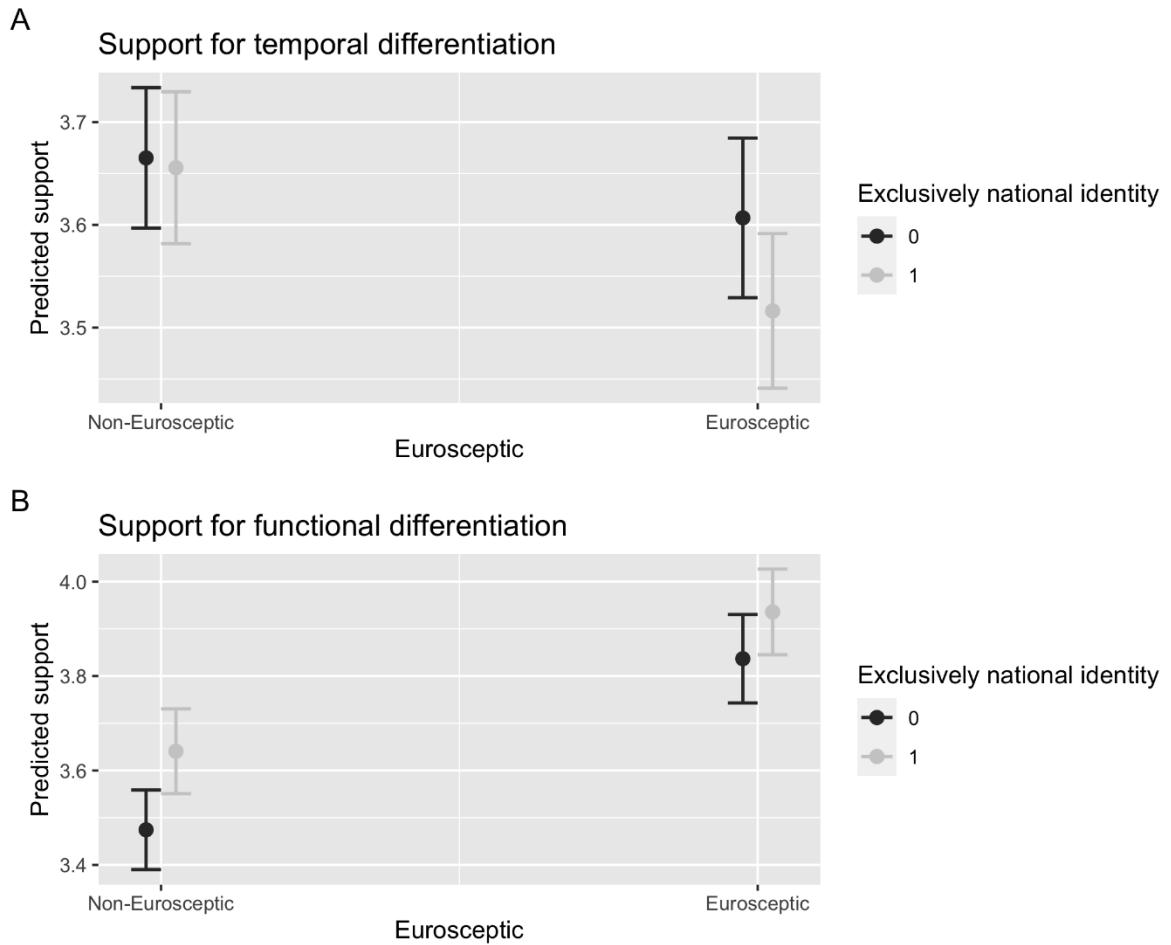 A
Support for temporal differentiation
Predicted support
3.7
3.6
3.5
Non-Eurosceptic
Eurosceptic
Eurosceptic
Exclusively national identity
0
1
B
Support for functional differentiation
Predicted support
4.0
3.8
3.6
3.4
Non-Eurosceptic
Eurosceptic
Eurosceptic
Exclusively national identity
0
1